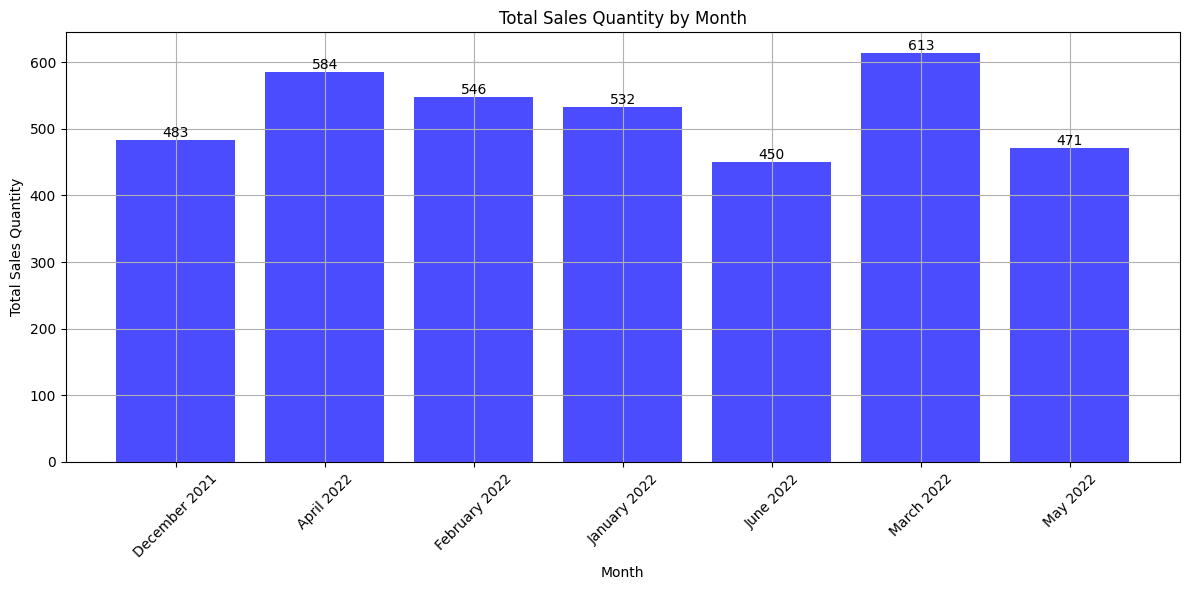 Total Sales Quantity by Month
Total Sales Quantity
600
500
400
300
200
100
0
483
584
546
532
450
613
471
December 2021
April 2022
February 2022
January 2022
June 2022
March 2022
May 2022
Month